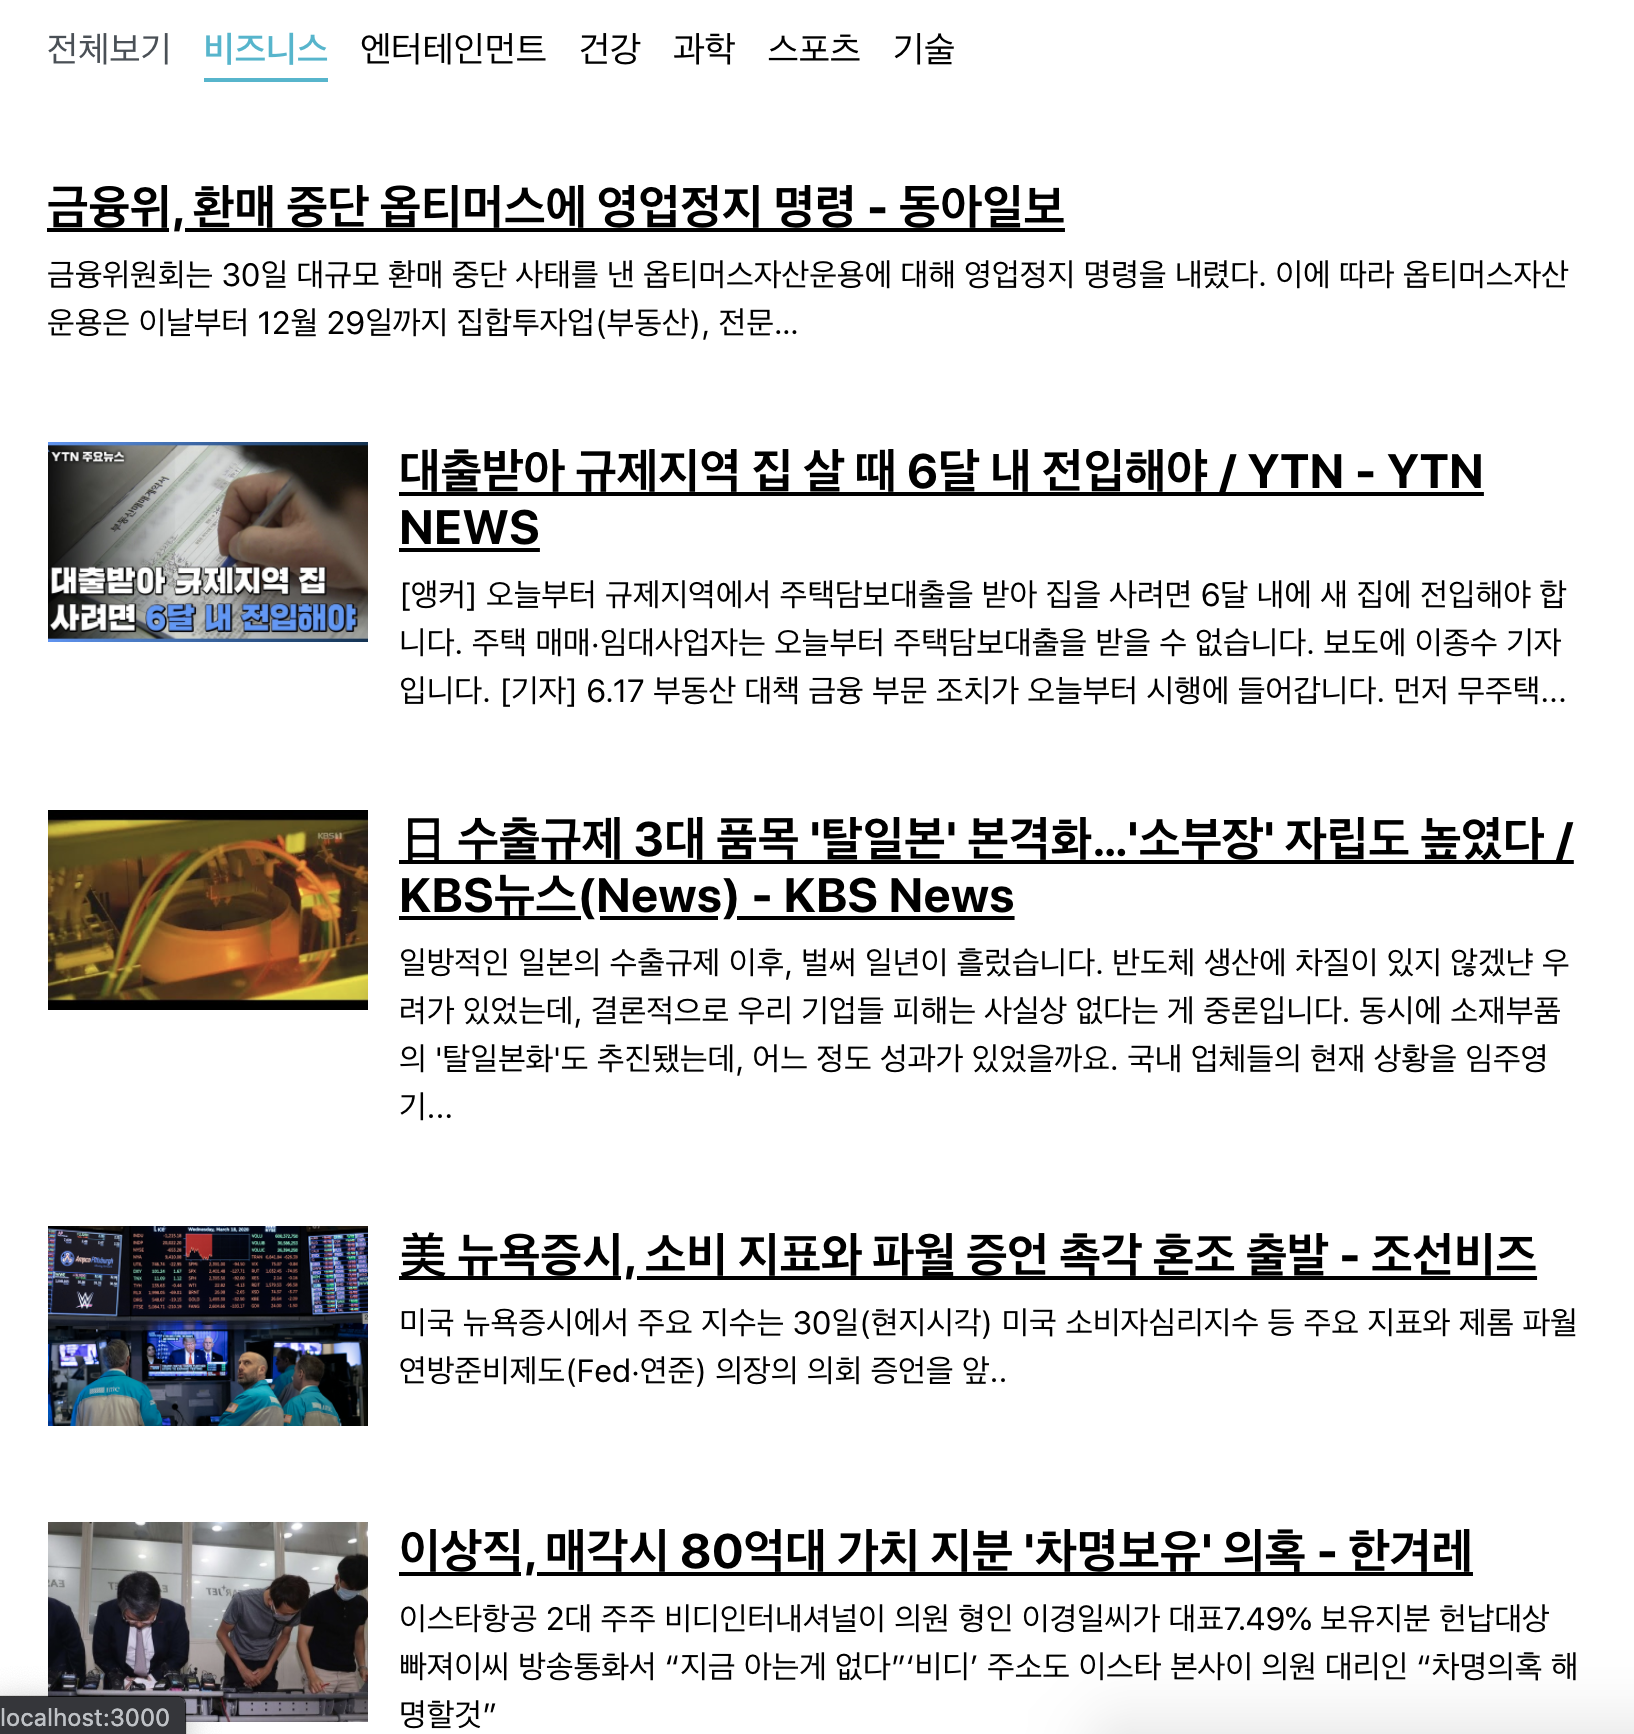 전체보기 비즈니스 엔터테인먼트 건강 과학 스포츠 기술
금융위, 환매 중단 옵티머스에 영업정지 명령 - 동아일보
금융위원회는 30일 대규모 환매 중단 사태를 낸 옵티머스자산운용에 대해 영업정지 명령을 내렸다. 이에 따라 옵티머스자산
운용은 이날부터 12월 29일까지 집합투자업(부동산), 전문...
YTN 주요뉴스
부동산매매계약서
대출받아 규제지역 집
사려면 6달 내 전입해야
대출받아 규제지역 집 살 때 6달 내 전입해야 / YTN - YTN
NEWS
[앵커] 오늘부터 규제지역에서 주택담보대출을 받아 집을 사려면 6달 내에 새 집에 전입해야 합
니다. 주택 매매·임대사업자는 오늘부터 주택담보대출을 받을 수 없습니다. 보도에 이종수 기자
입니다. [기자] 6.17 부동산 대책 금융 부문 조치가 오늘부터 시행에 들어갑니다. 먼저 무주택...
KBS1
日 수출규제 3대 품목 '탈일본' 본격화…'소부장' 자립도 높였다 /
KBS뉴스(News) - KBS News
일방적인 일본의 수출규제 이후, 벌써 일년이 흘렀습니다. 반도체 생산에 차질이 있지 않겠냔 우
려가 있었는데, 결론적으로 우리 기업들 피해는 사실상 없다는 게 중론입니다. 동시에 소재부품
의 '탈일본화'도 추진됐는데, 어느 정도 성과가 있었을까요. 국내 업체들의 현재 상황을 임주영
기...
Wednesday, March 18, 2020
美 뉴욕증시, 소비 지표와 파월 증언 촉각 혼조 출발 - 조선비즈
미국 뉴욕증시에서 주요 지수는 30일(현지시각) 미국 소비자심리지수 등 주요 지표와 제롬 파월
연방준비제도(Fed·연준) 의장의 의회 증언을 앞..
이상직, 매각시 80억대 가치 지분 '차명보유' 의혹 - 한겨레
이스타항공 2대 주주 비디인터내셔널이 의원 형인 이경일씨가 대표7.49% 보유지분 헌납대상
빠져이씨 방송통화서 “지금 아는게 없다”‘비디’ 주소도 이스타 본사이 의원 대리인 “차명의혹 해
명할것”
localhost:3000